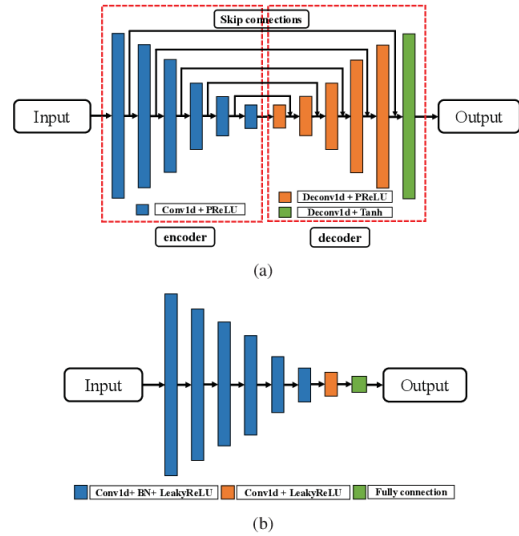 Skip connections
Input
Output
Conv1d + PReLU
Deconv1d + PReLU
Deconv1d + Tanh
encoder
decoder
(a)
Input
Output
Conv1d+ BN+ LeakyReLU
Conv1d + LeakyReLU
Fully connection
(b)